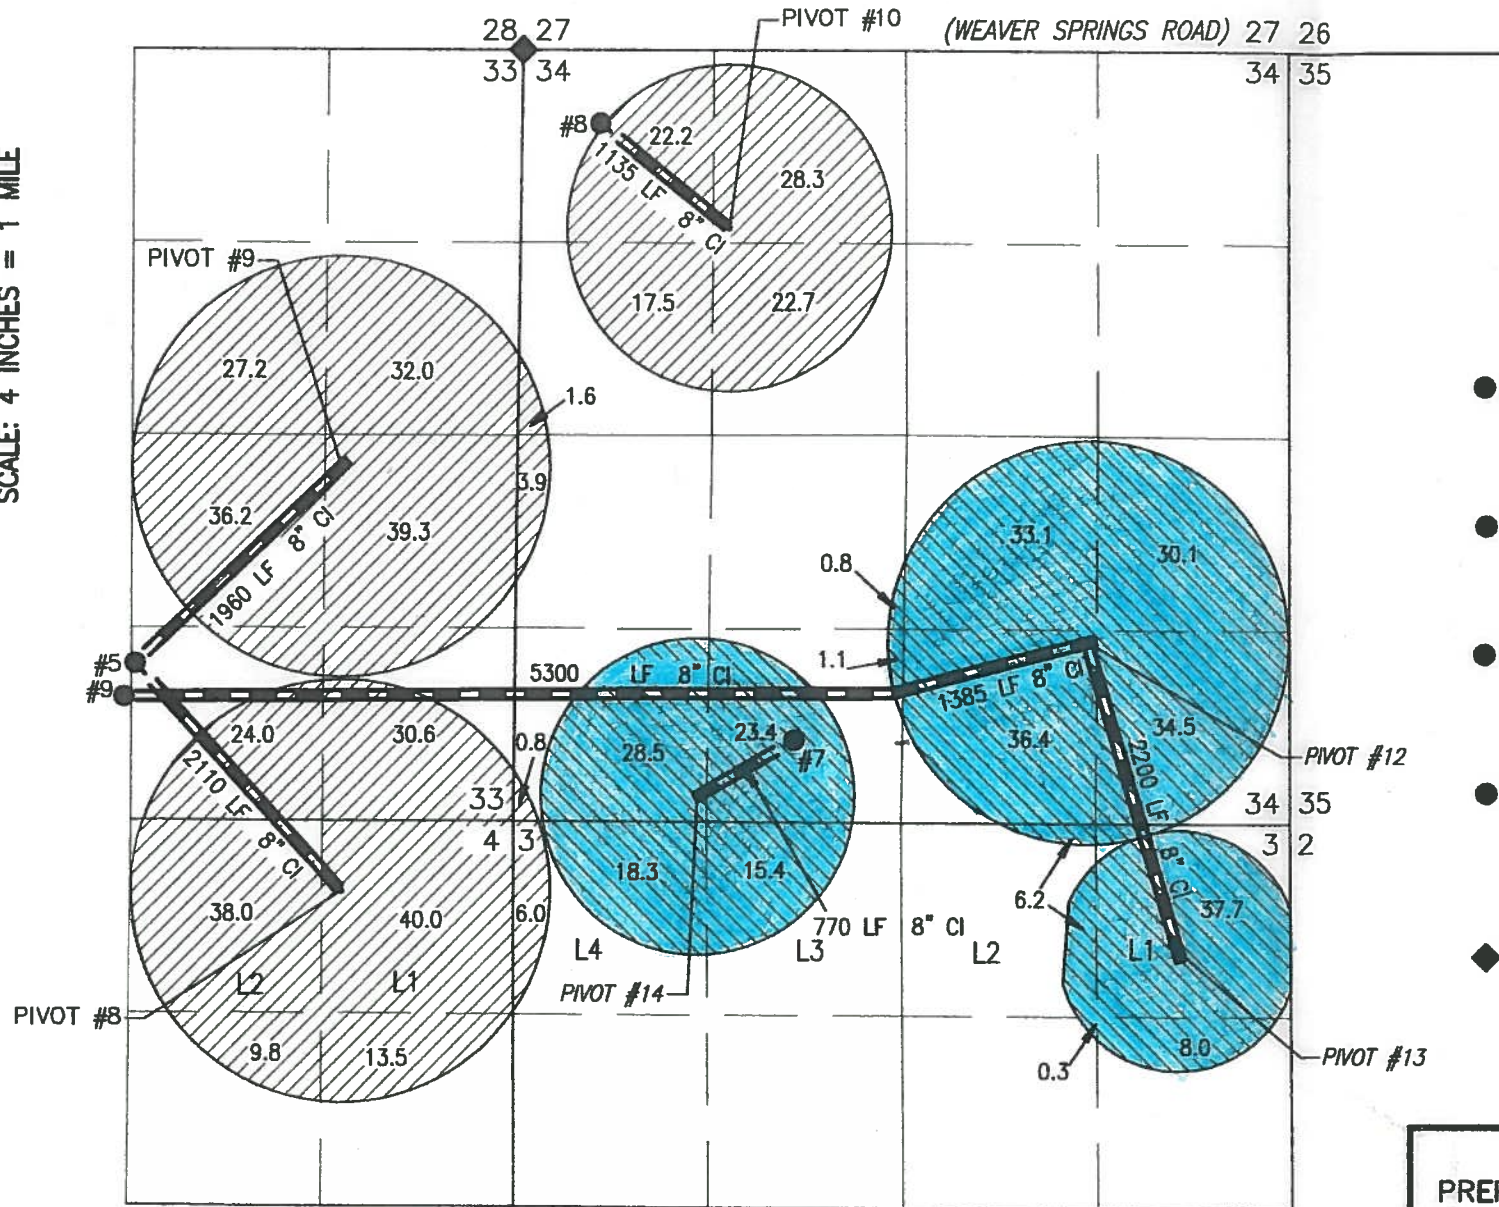 SCALE: 4 INCHES = 1 MILE
28 27
33 34
PIVOT #10
(WEAVER SPRINGS ROAD)
27 26
34 35
#8
22.2
28.3
1135 LF 8" CI
17.5
22.7
PIVOT #9
27.2
32.0
1.6
3.9
36.2
39.3
1960 LF 8" CI
33.1
30.1
0.8
1.1
#5
#9
5300 LF 8" CI
1385 LF 8" CI
36.4
34.5
24.0
30.6
0.8
28.5
23.4
#7
2110 LF 8" CI
2200 LF 8" CI
PIVOT #12
33
4 3
34 35
3 2
18.3
15.4
38.0
40.0
6.0
6.2
37.7
770 LF 8" CI
L4
L3
L2
L1
L2
L1
PIVOT #14
PIVOT #8
9.8
13.5
0.3
8.0
PIVOT #13